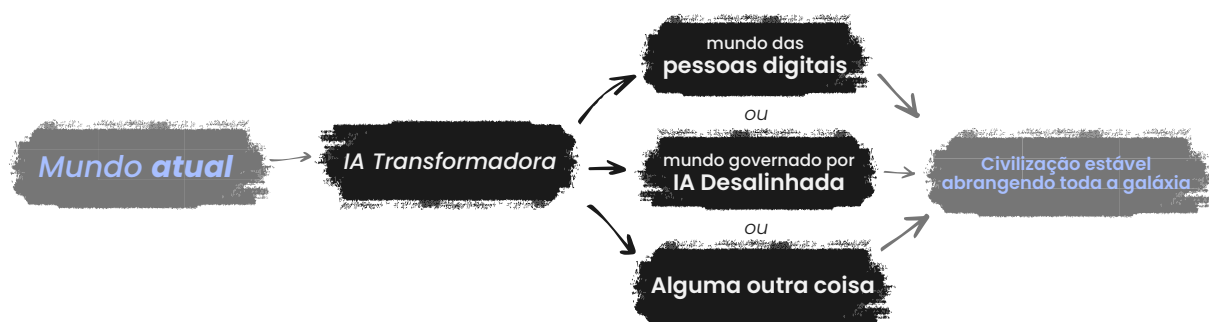 Mundo atual
IA Transformadora
mundo das
pessoas digitais
ou
mundo governado por
IA Desalinhada
ou
Alguma outra coisa
Civilização estável
abrangendo toda a galáxia